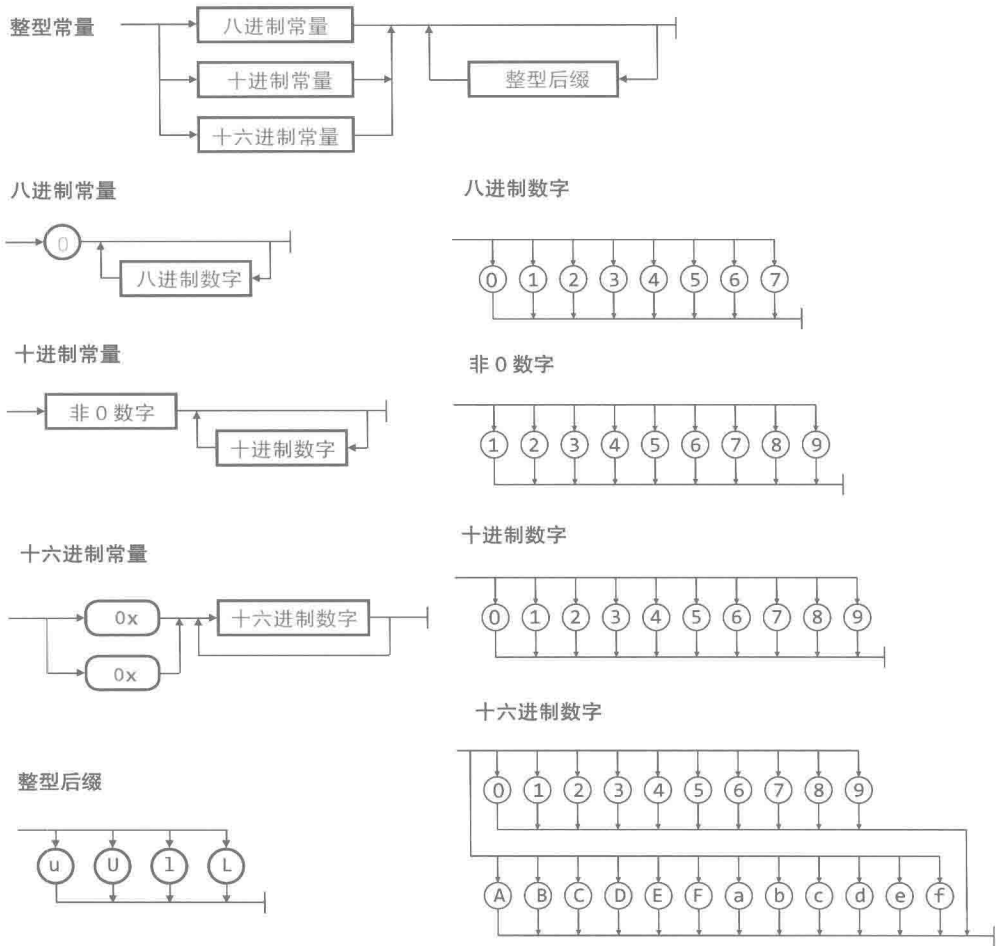 整型常量
八进制常量
十进制常量
整型后缀
十六进制常量
八进制常量
0
八进制数字
八进制数字
0 1 2 3 4 5 6 7
十进制常量
非 0 数字
十进制数字
非 0 数字
1 2 3 4 5 6 7 8 9
十六进制常量
0x
十六进制数字
0x
十进制数字
0 1 2 3 4 5 6 7 8 9
整型后缀
u U l L
十六进制数字
0 1 2 3 4 5 6 7 8 9
A B C D E F a b c d e f